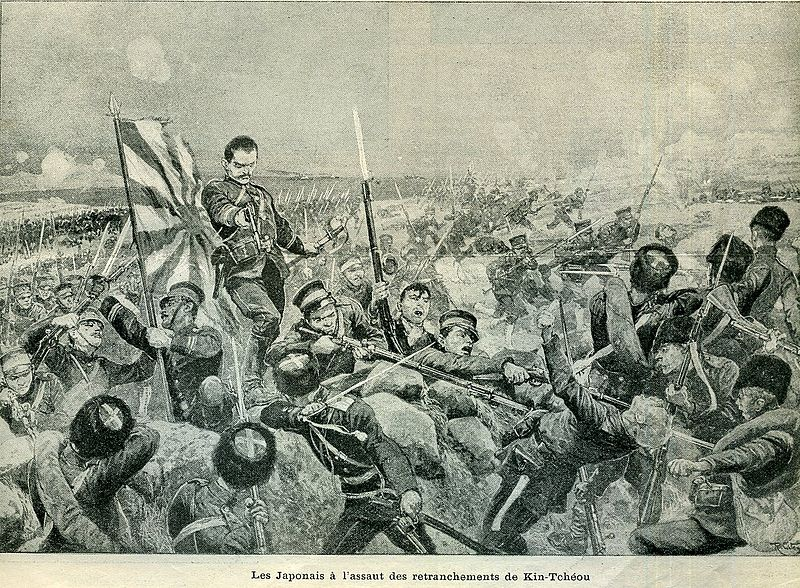 Les Japonais à l'assaut des retranchements de Kin-Tchéou